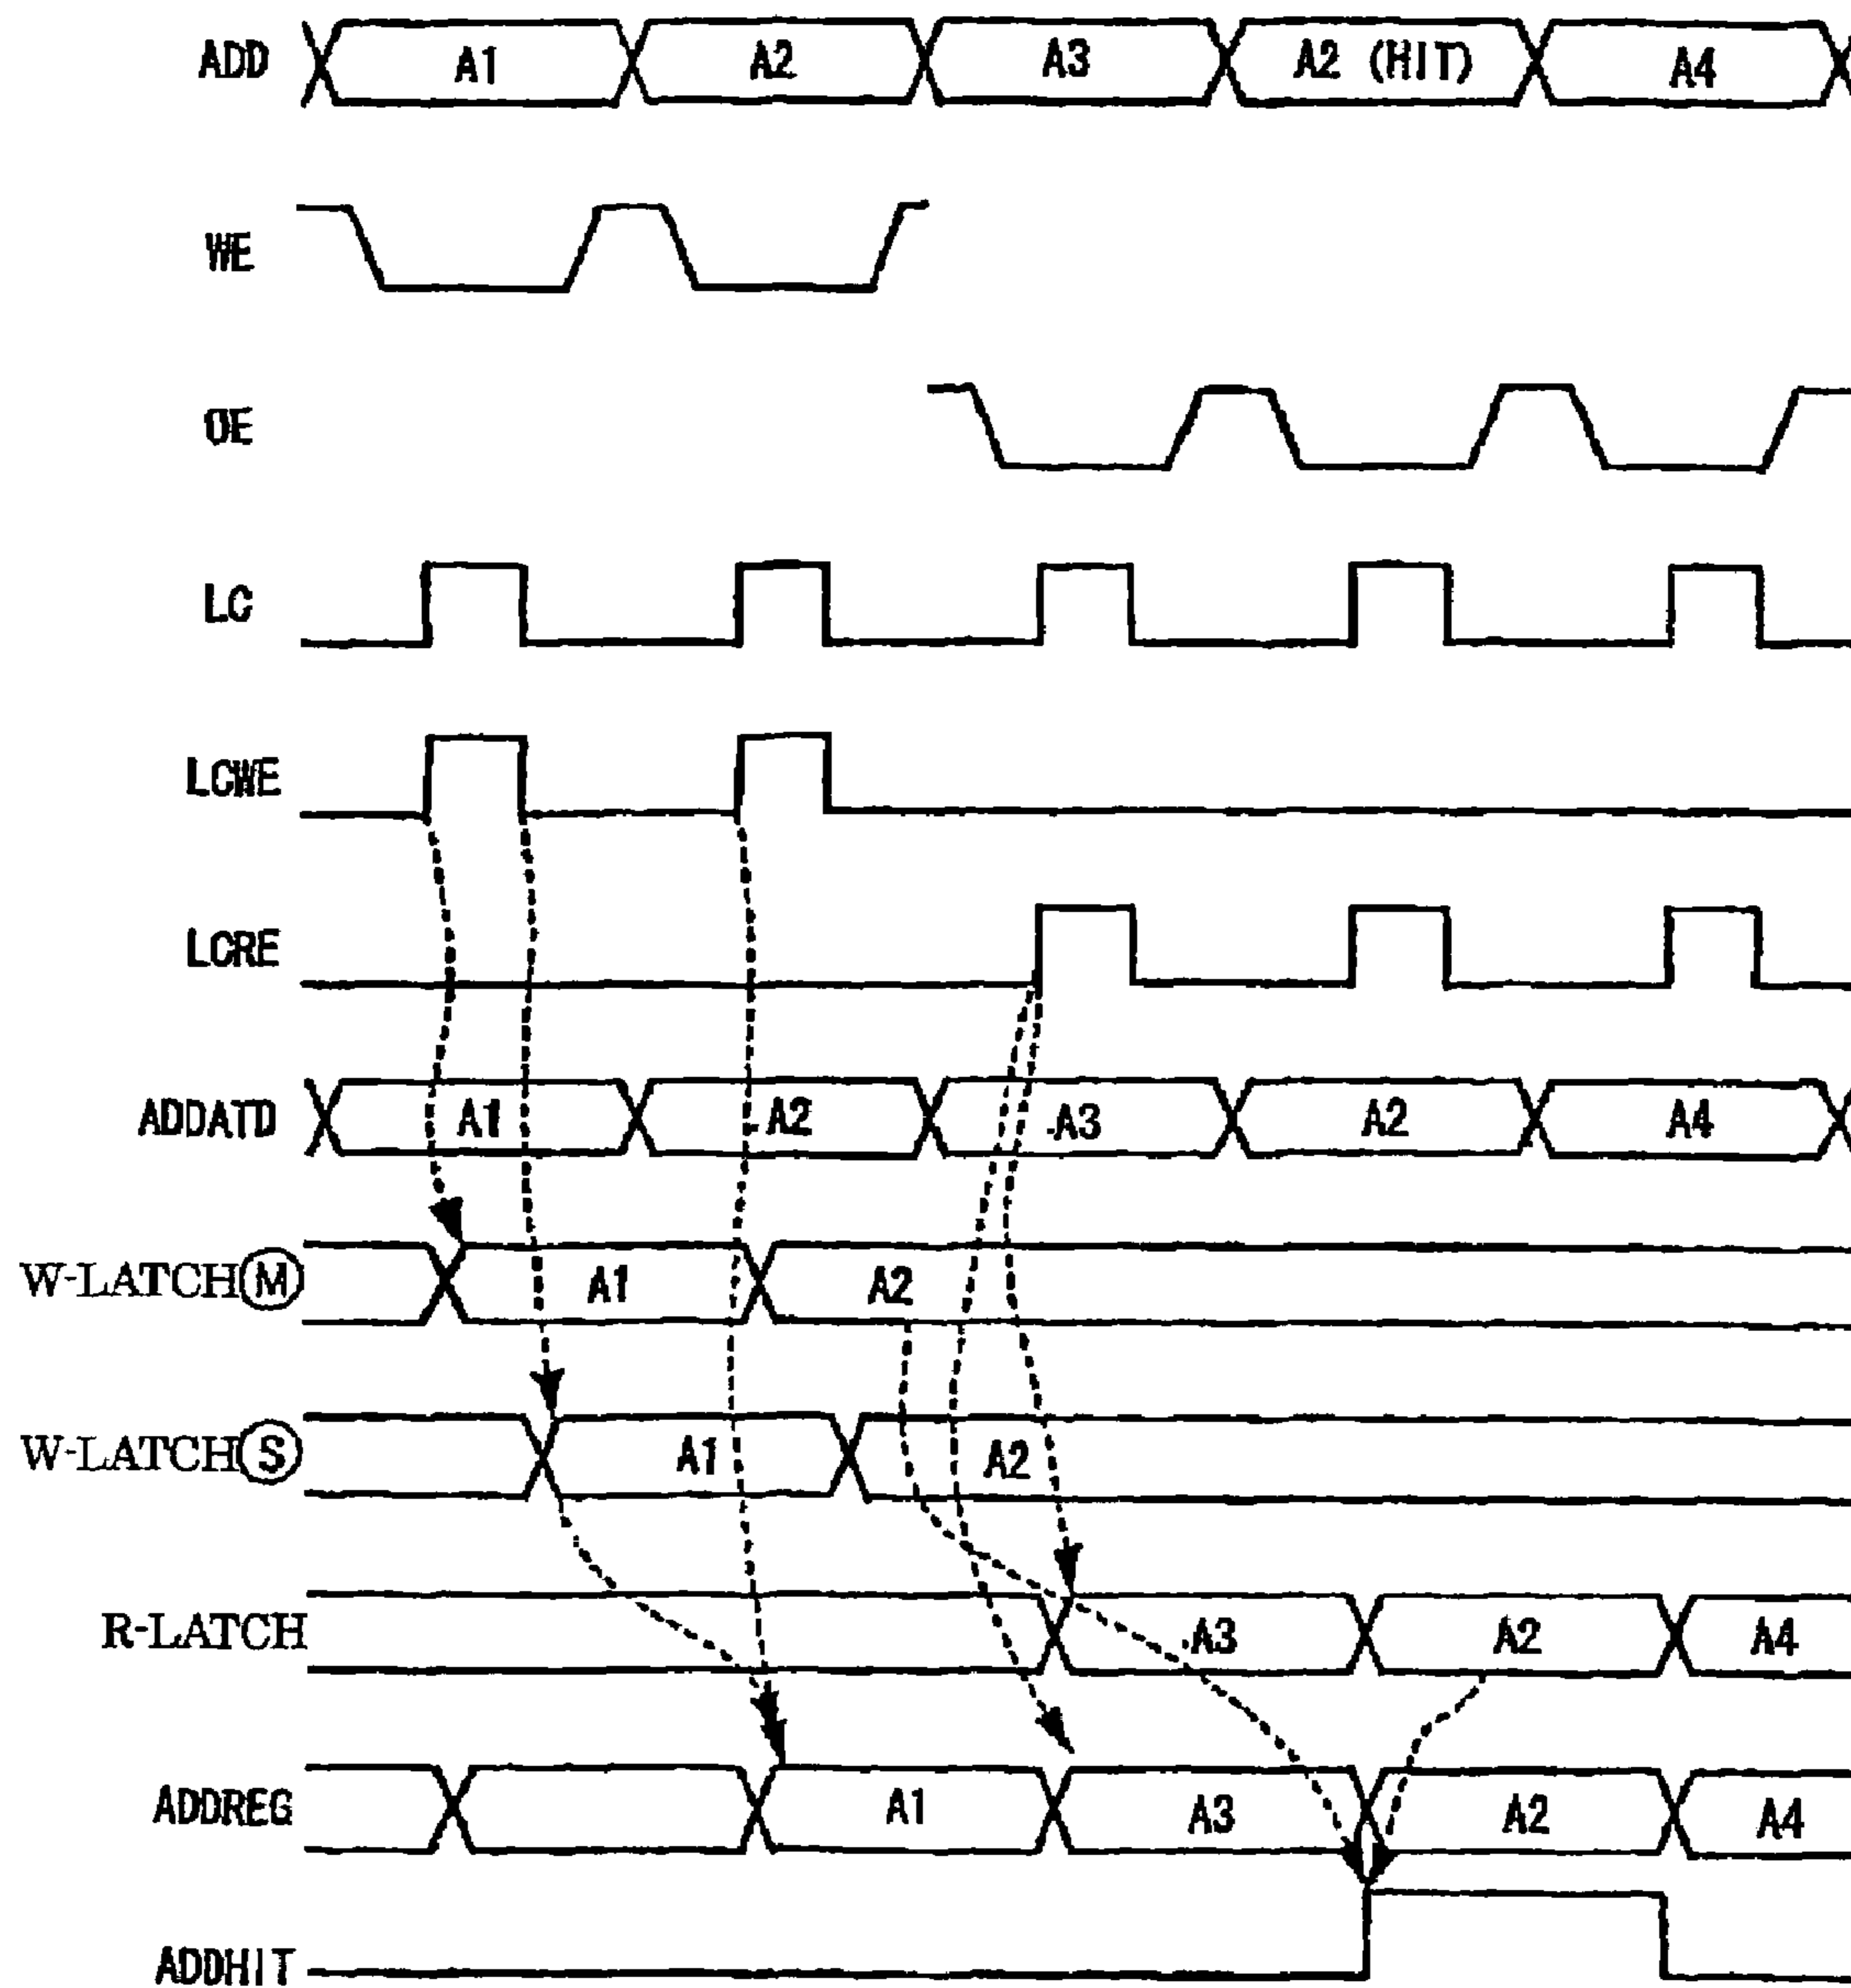 ADD A1 A2 A3 A2 (HIT) A4
WE
OE
LC
LCWE
LCRE
ADDATD A1 A2 A3 A2 A4
W-LATCH Ⓜ A1 A2
W-LATCH Ⓢ A1 A2
R-LATCH A3 A2 A4
ADDREG A1 A3 A2 A4
ADDHIT